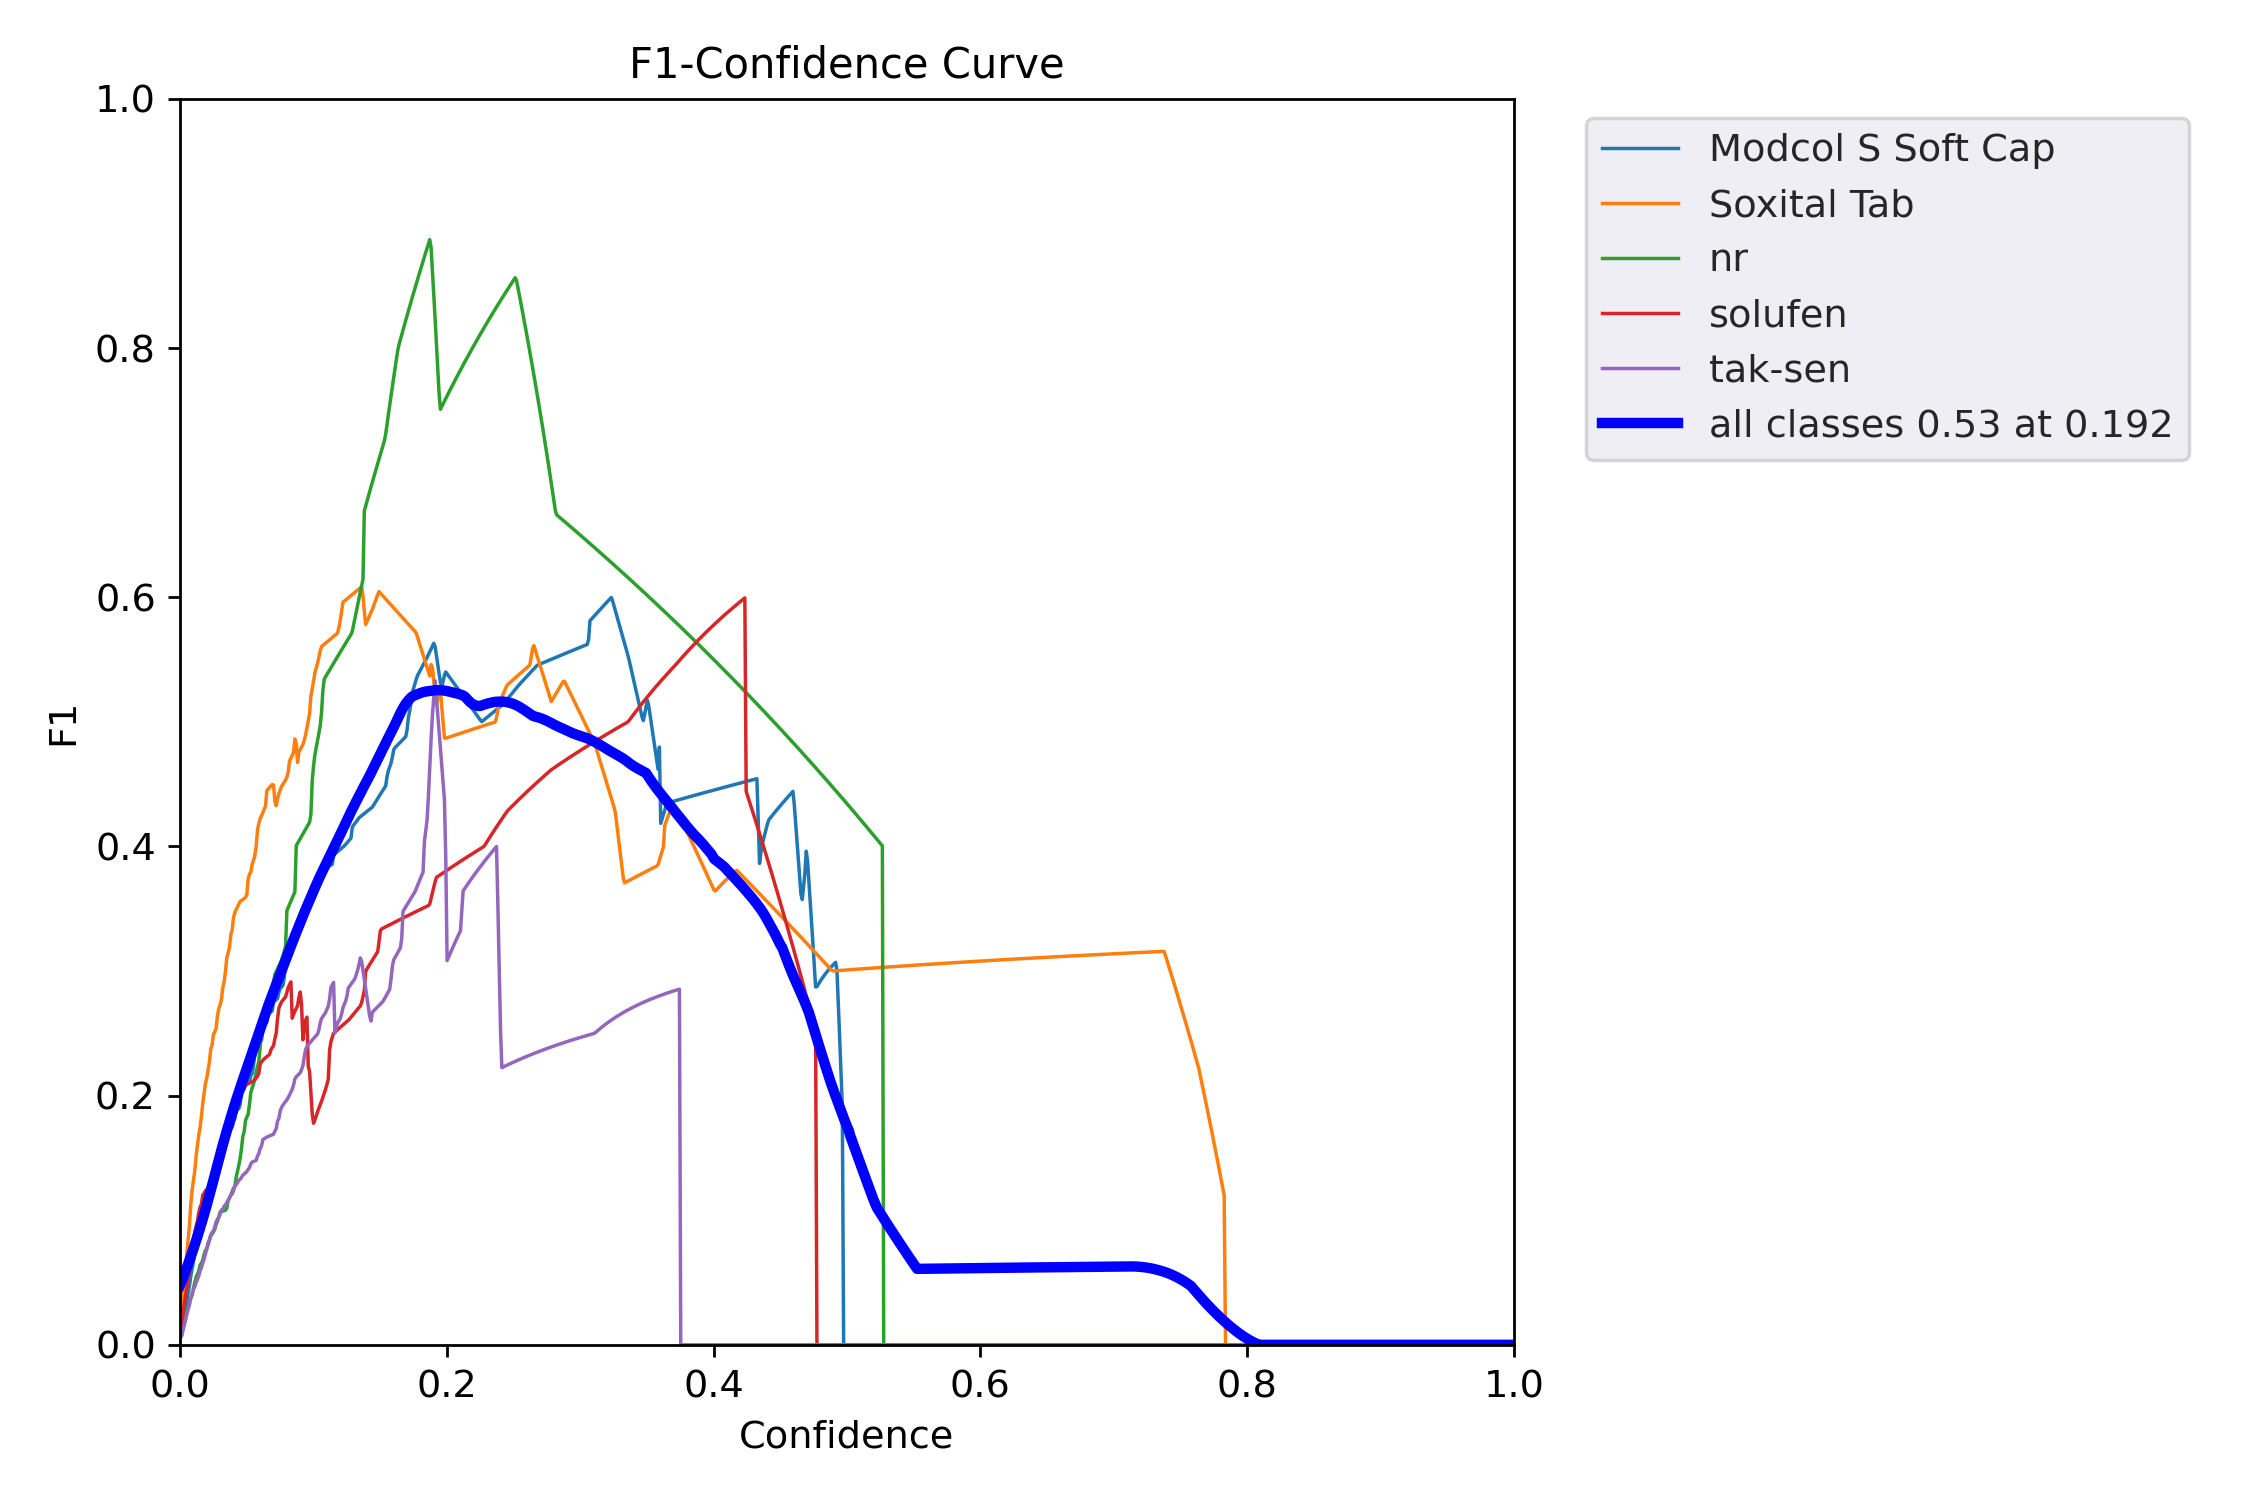 F1-Confidence Curve
1.0
0.8
0.6
0.4
0.2
0.0
F1
0.0 0.2 0.4 0.6 0.8 1.0
Confidence
Modcol S Soft Cap
Soxital Tab
nr
solufen
tak-sen
all classes 0.53 at 0.192